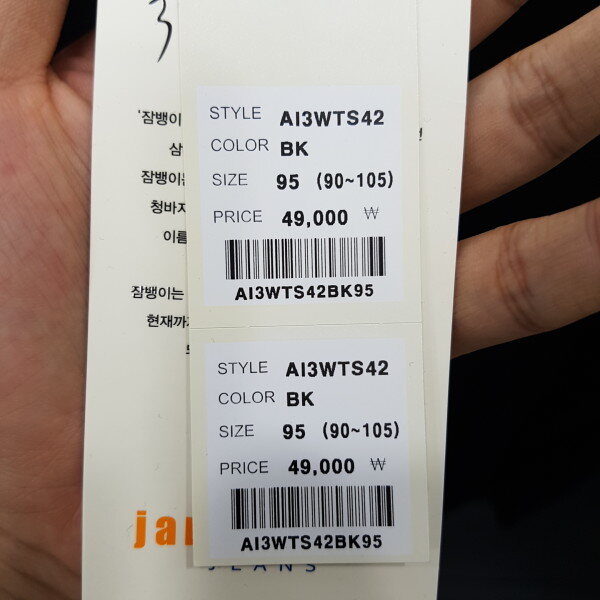 '잠뱅이
삼
잠뱅이는
청바지
이름
잠뱅이는
현재까지
STYLE AI3WTS42
COLOR BK
SIZE 95 (90~105)
PRICE 49,000 ₩
AI3WTS42BK95
STYLE AI3WTS42
COLOR BK
SIZE 95 (90~105)
PRICE 49,000 ₩
AI3WTS42BK95
JEANS